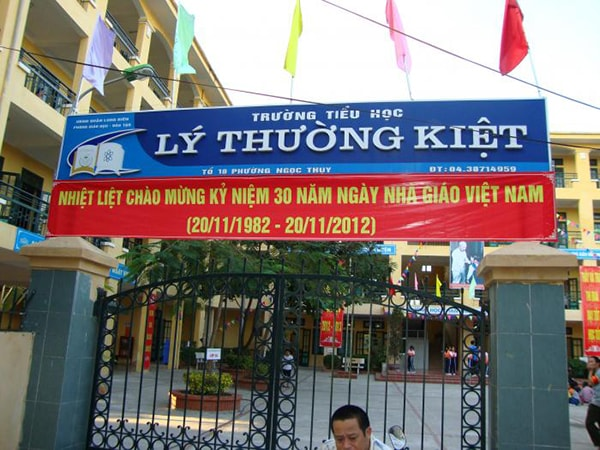 UBND QUẬN LONG BIÊN
PHÒNG GIÁO DỤC - ĐÀO TẠO
TRƯỜNG TIỂU HỌC
LÝ THƯỜNG KIỆT
TỔ 18 PHƯỜNG NGỌC THỤY
ĐT: 04.38714959
NHIỆT LIỆT CHÀO MỪNG KỶ NIỆM 30 NĂM NGÀY NHÀ GIÁO VIỆT NAM
(20/11/1982 - 20/11/2012)